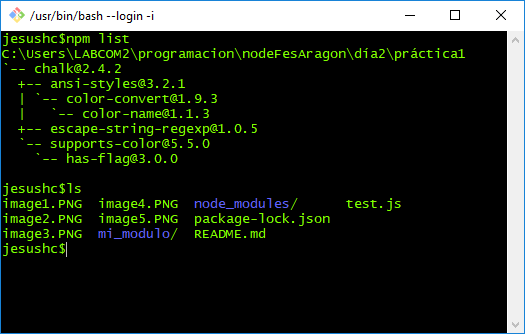 /usr/bin/bash --login -i
jesushc$npm list
C:\Users\LABCOM2\programacion\nodeFesAragon\dia2\práctica1
`-- chalk@2.4.2
  +-- ansi-styles@3.2.1
  | `-- color-convert@1.9.3
  |   `-- color-name@1.1.3
  +-- escape-string-regexp@1.0.5
  `-- supports-color@5.5.0
    `-- has-flag@3.0.0
jesushc$ls
image1.PNG  image4.PNG  node_modules/      test.js
image2.PNG  image5.PNG  package-lock.json
image3.PNG  mi_modulo/  README.md
jesushc$